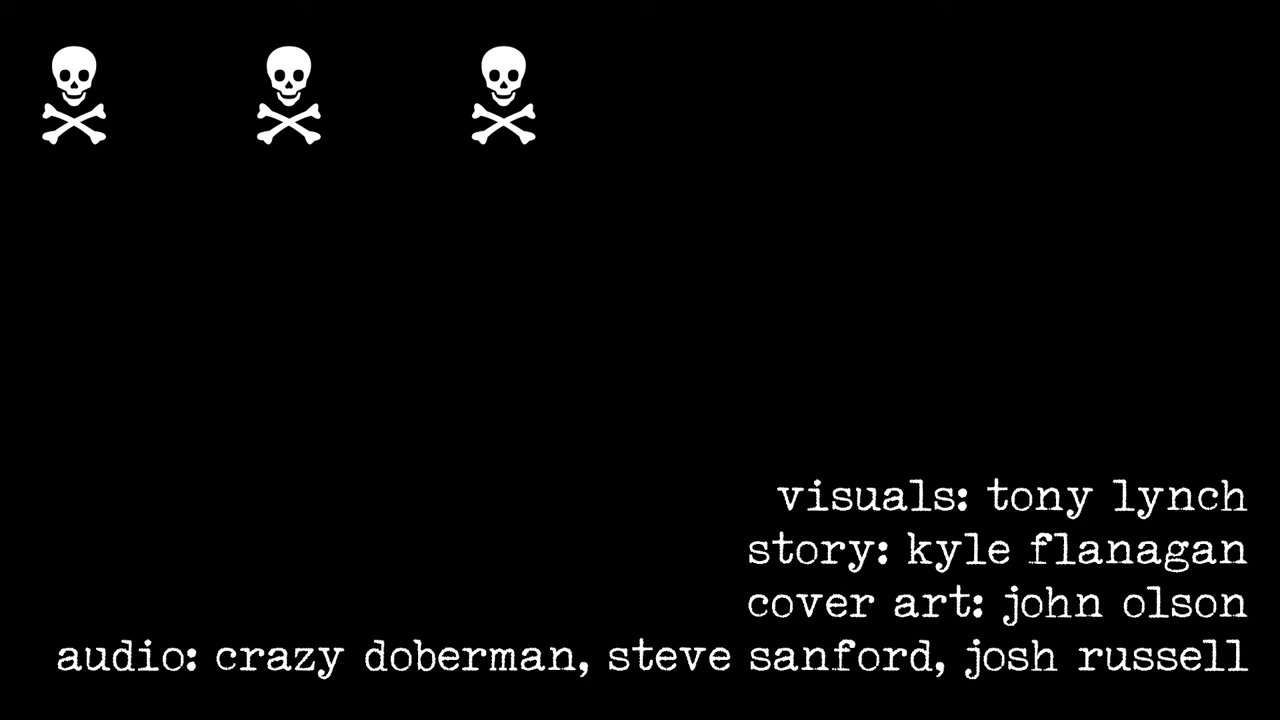 visuals: tony lynch
story: kyle flanagan
cover art: john olson
audio: crazy doberman, steve sanford, josh russell